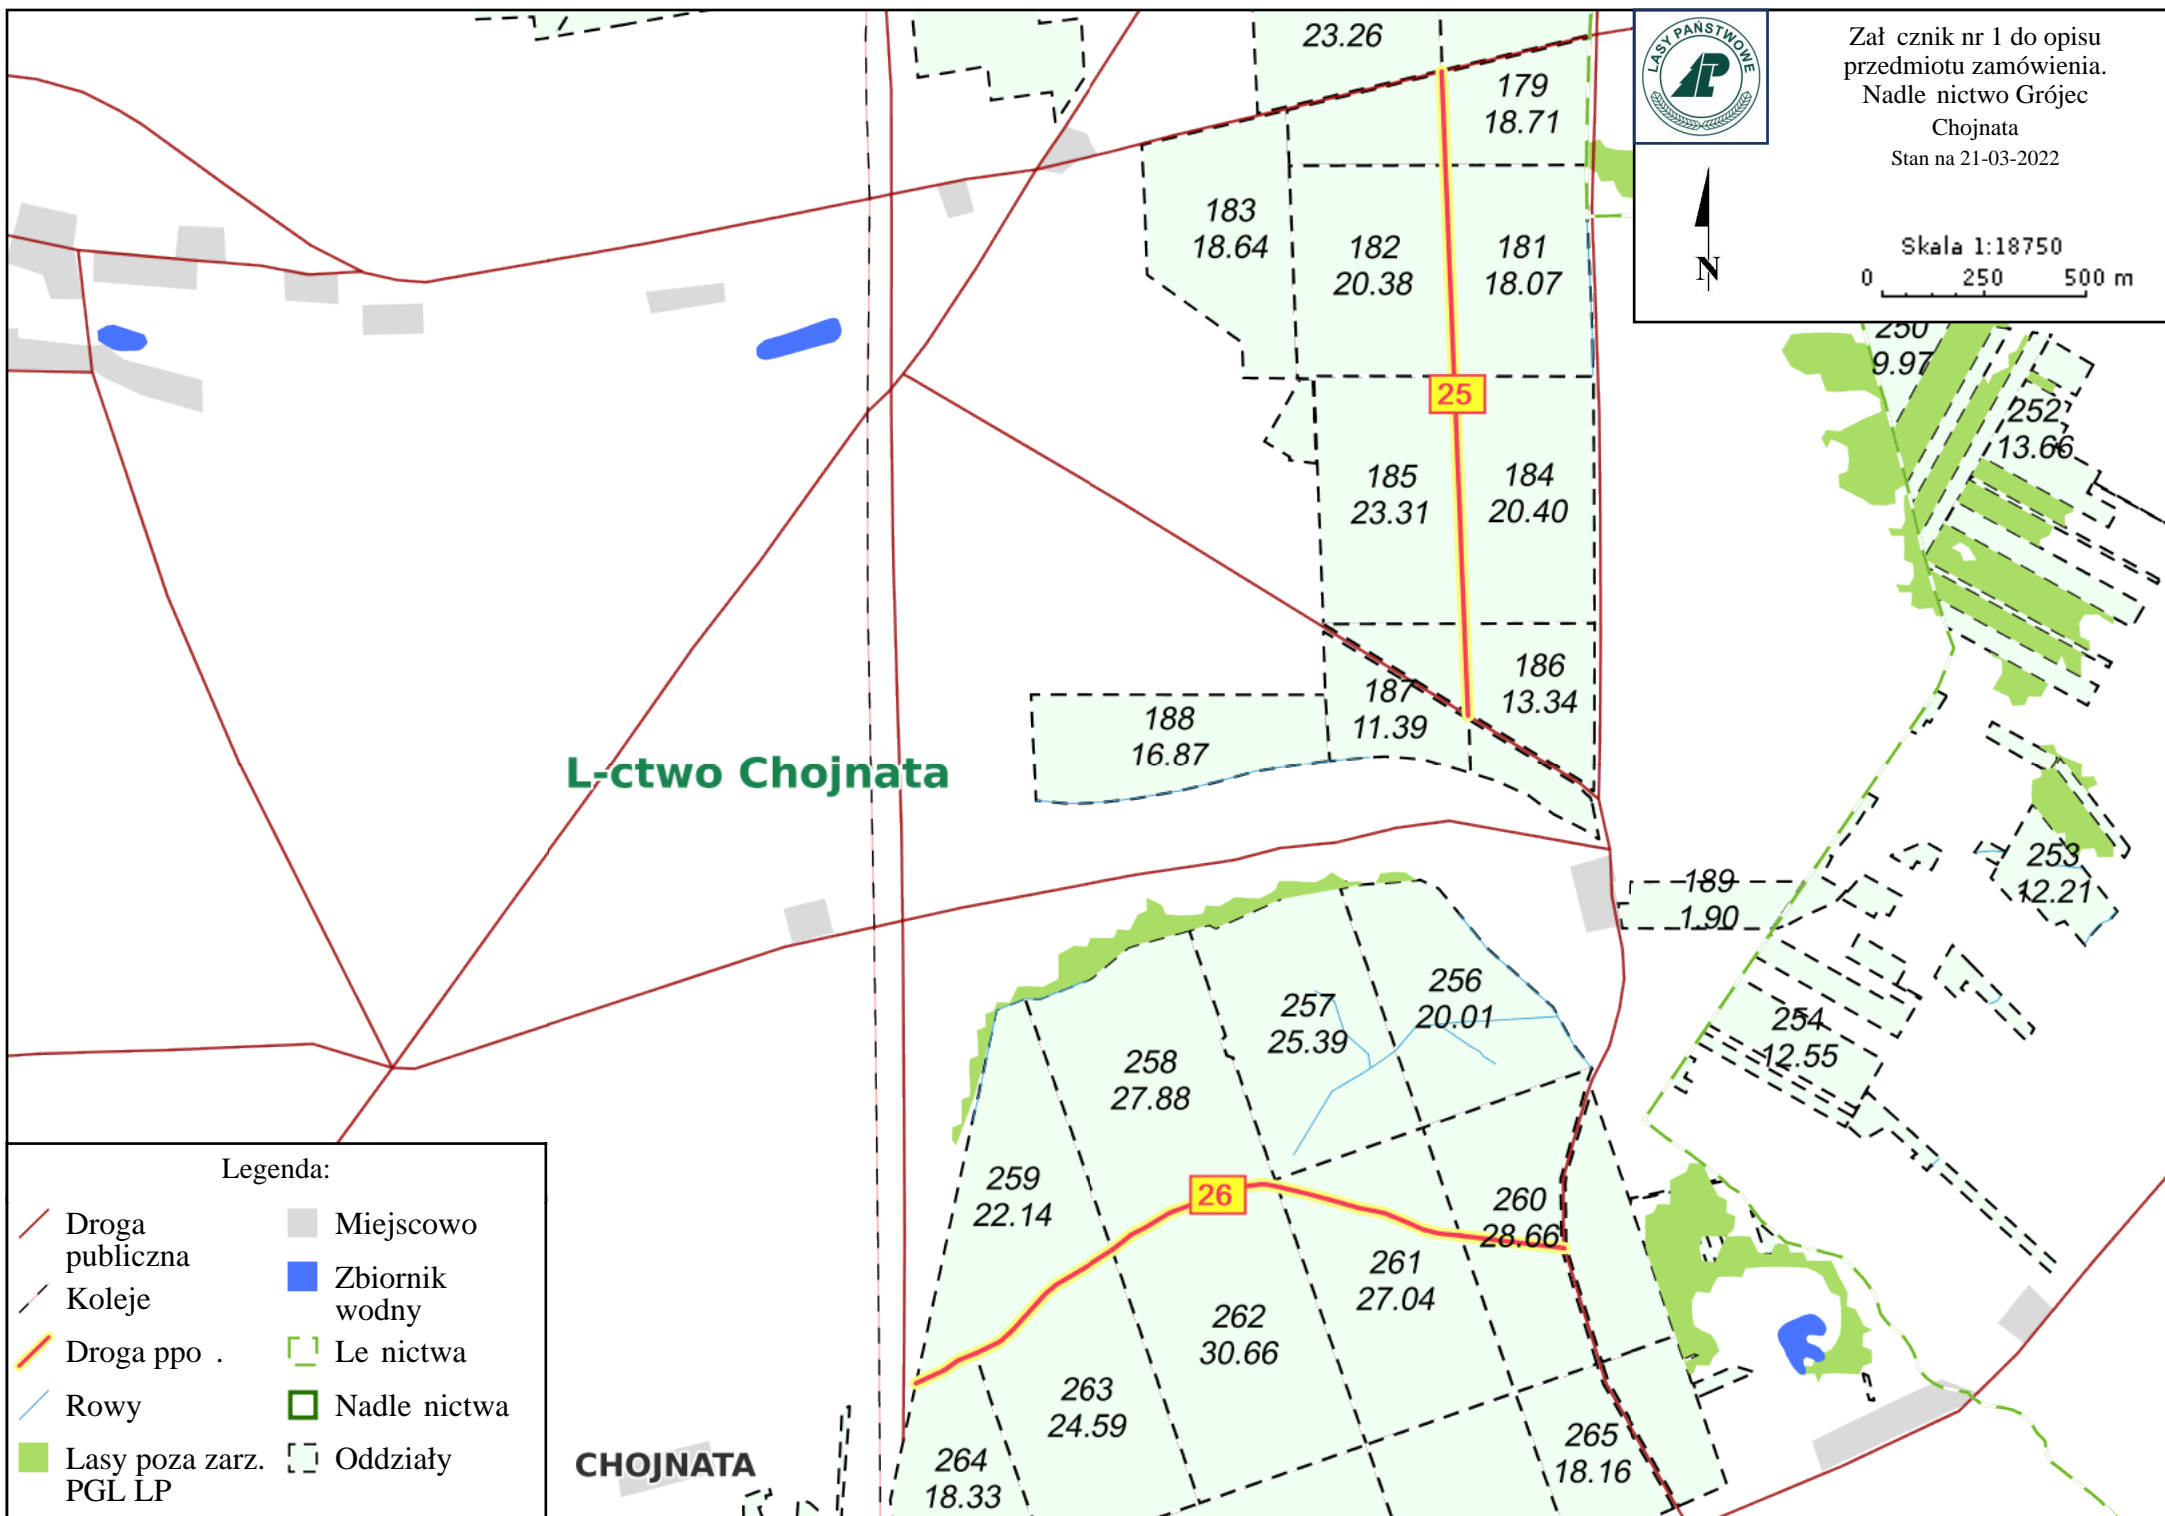 LASY PAŃSTWOWE
Zał cznik nr 1 do opisu
przedmiotu zamówienia.
Nadle nictwo Grójec
Chojnata
Stan na 21-03-2022
N
Skala 1:18750
0 250 500 m
23.26
179
18.71
183
18.64
182
20.38
181
18.07
25
250
9.97
252
13.66
185
23.31
184
20.40
186
13.34
187
11.39
188
16.87
L-ctwo Chojnata
189
1.90
253
12.21
256
20.01
257
25.39
254
12.55
258
27.88
259
22.14
26
260
28.66
261
27.04
262
30.66
263
24.59
264
18.33
265
18.16
CHOJNATA
Legenda:
Droga
publiczna
Koleje
Droga ppo .
Rowy
Lasy poza zarz.
PGL LP
Miejscowo
Zbiornik
wodny
Le nictwa
Nadle nictwa
Oddziały